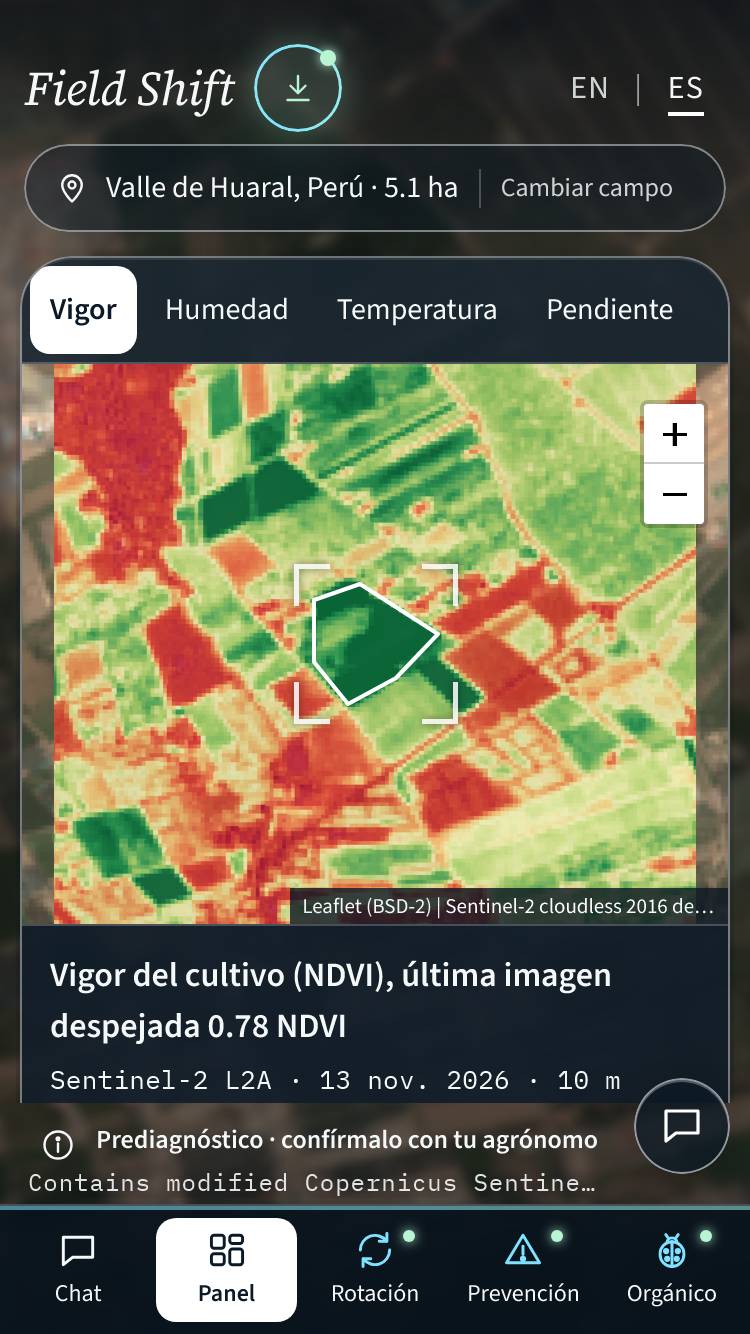 Field Shift
EN | ES
Valle de Huaral, Perú · 5.1 ha | Cambiar campo
Vigor Humedad Temperatura Pendiente
+
−
Leaflet (BSD-2) | Sentinel-2 cloudless 2016 de…
Vigor del cultivo (NDVI), última imagen
despejada 0.78 NDVI
Sentinel-2 L2A · 13 nov. 2026 · 10 m
Prediagnóstico · confírmalo con tu agrónomo
Contains modified Copernicus Sentine…
Chat Panel Rotación Prevención Orgánico